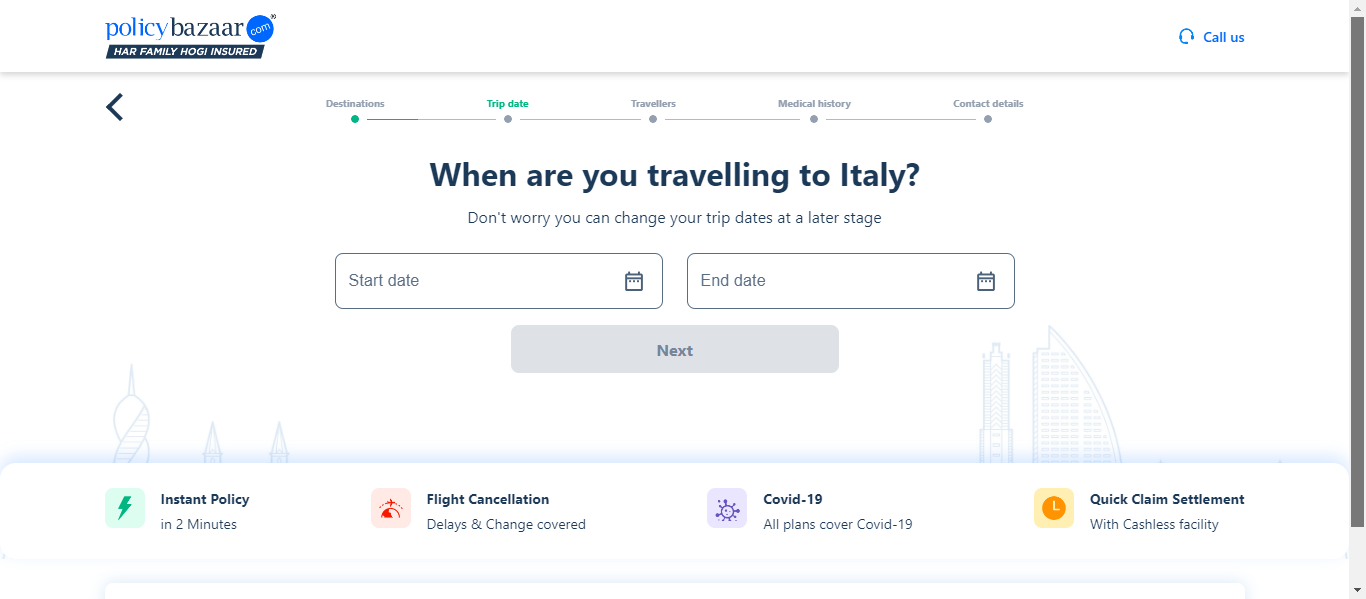 policybazaar.com®
HAR FAMILY HOGI INSURED
Call us
Destinations
Trip date
Travellers
Medical history
Contact details
When are you travelling to Italy?
Don't worry you can change your trip dates at a later stage
Start date
End date
Next
Instant Policy
in 2 Minutes
Flight Cancellation
Delays & Change covered
Covid-19
All plans cover Covid-19
Quick Claim Settlement
With Cashless facility